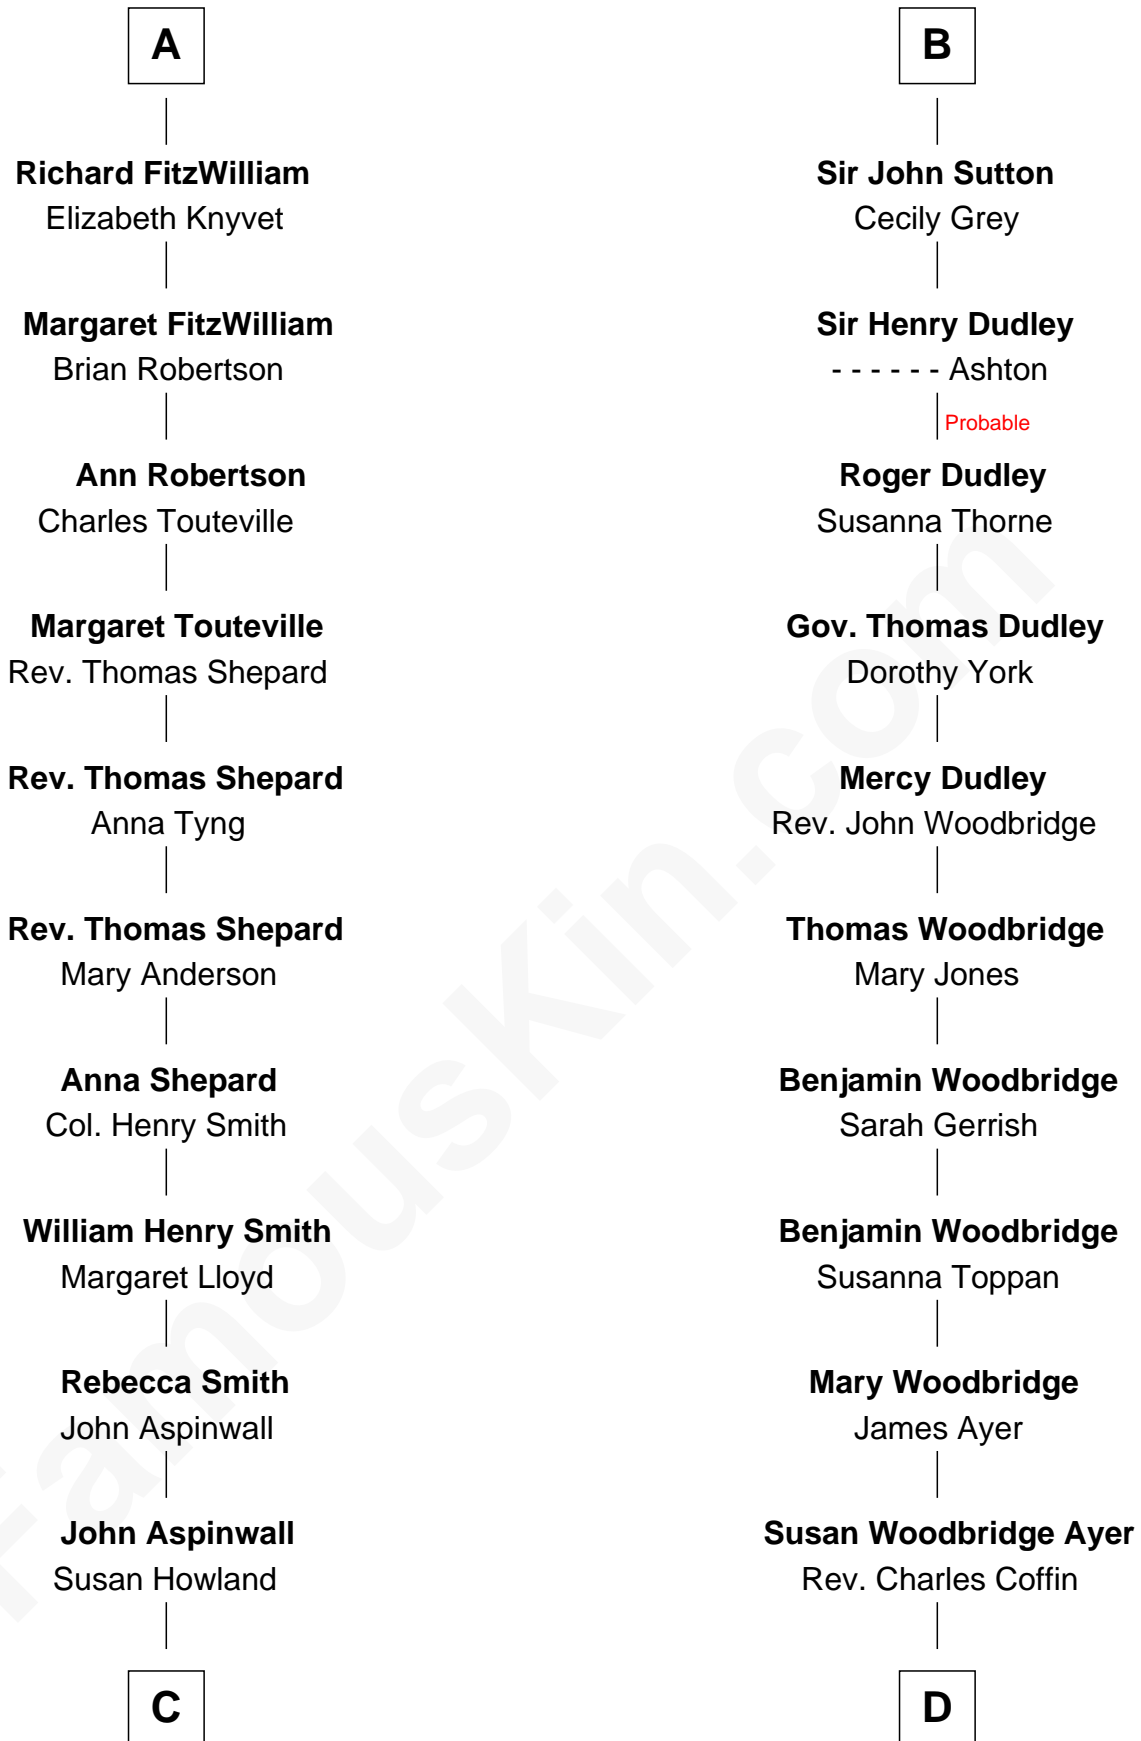 A
Richard FitzWilliam
Elizabeth Knyvet
Margaret FitzWilliam
Brian Robertson
Ann Robertson
Charles Touteville
Margaret Touteville
Rev. Thomas Shepard
Rev. Thomas Shepard
Anna Tyng
Rev. Thomas Shepard
Mary Anderson
Anna Shepard
Col. Henry Smith
William Henry Smith
Margaret Lloyd
Rebecca Smith
John Aspinwall
John Aspinwall
Susan Howland
C
B
Sir John Sutton
Cecily Grey
Sir Henry Dudley
- - - - - - Ashton
Probable
Roger Dudley
Susanna Thorne
Gov. Thomas Dudley
Dorothy York
Mercy Dudley
Rev. John Woodbridge
Thomas Woodbridge
Mary Jones
Benjamin Woodbridge
Sarah Gerrish
Benjamin Woodbridge
Susanna Toppan
Mary Woodbridge
James Ayer
Susan Woodbridge Ayer
Rev. Charles Coffin
D
FamousKin.com